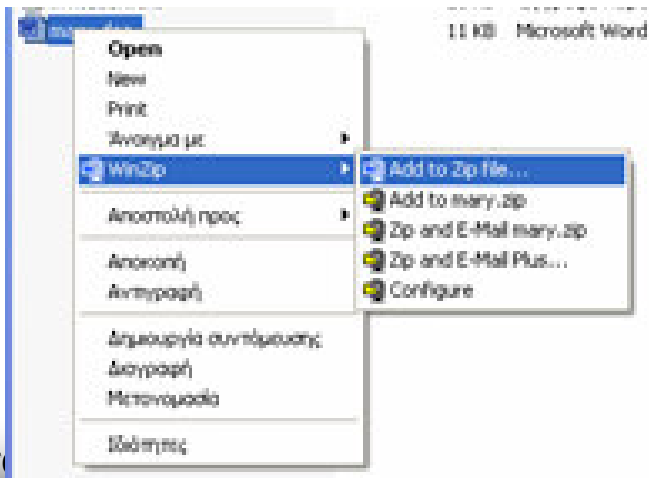 11 KB Microsoft Word
Open
New
Print
Άνοιγμα με
WinZip
Add to Zip file...
Add to mary.zip
Αποστολή προς
Zip and E-Mail mary.zip
Zip and E-Mail Plus...
Αποκοπή
Configure
Αντιγραφή
Δημιουργία συντόμευσης
Διαγραφή
Μετονομασία
Ιδιότητες